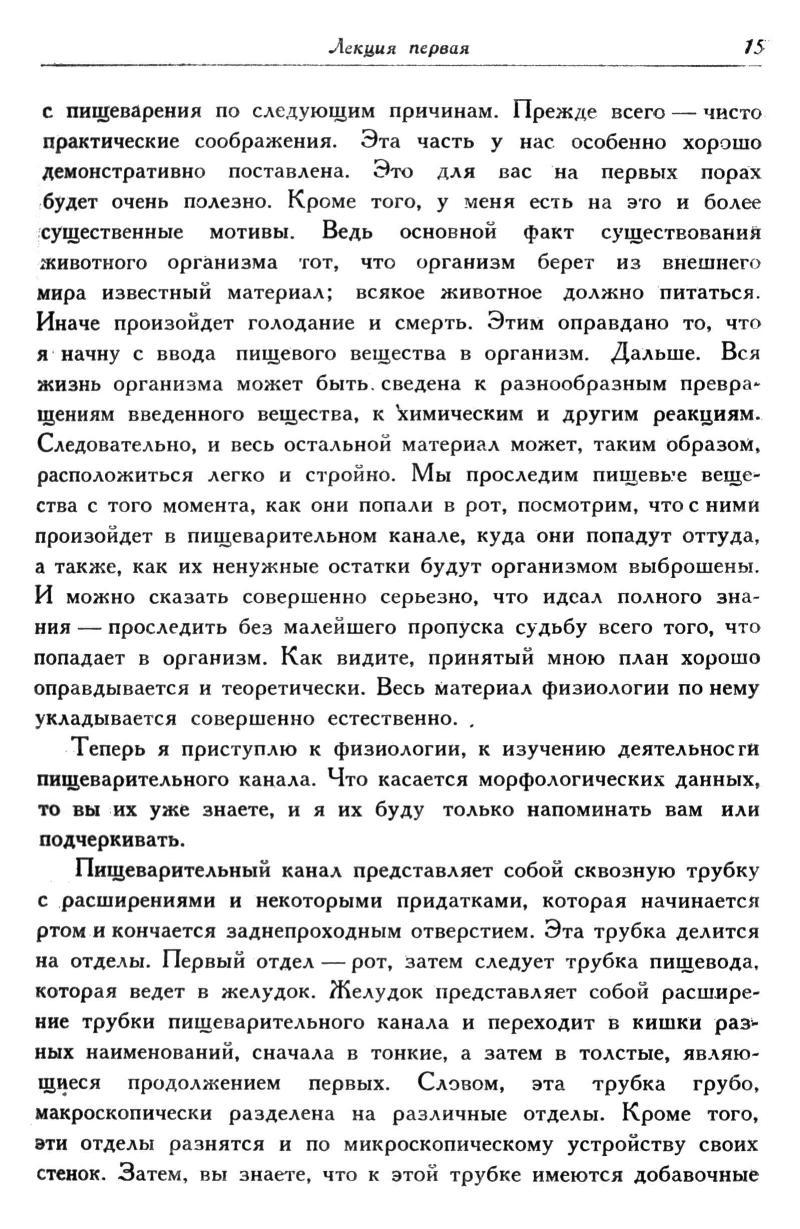 Лекция первая 15
с пищеварения по следующим причинам. Прежде всего — чисто
практические соображения. Эта часть у нас особенно хорошо
демонстративно поставлена. Это для вас на первых порах
будет очень полезно. Кроме того, у меня есть на это и более
существенные мотивы. Ведь основной факт существования
животного организма тот, что организм берет из внешнего
мира известный материал; всякое животное должно питаться.
Иначе произойдет голодание и смерть. Этим оправдано то, что
я начну с ввода пищевого вещества в организм. Дальше. Вся
жизнь организма может быть сведена к разнообразным превра-
щениям введенного вещества, к химическим и другим реакциям.
Следовательно, и весь остальной материал может, таким образом,
расположиться легко и стройно. Мы проследим пищевые веще-
ства с того момента, как они попали в рот, посмотрим, что с ними
произойдет в пищеварительном канале, куда они попадут оттуда,
а также, как их ненужные остатки будут организмом выброшены.
И можно сказать совершенно серьезно, что идеал полного зна-
ния — проследить без малейшего пропуска судьбу всего того, что
попадает в организм. Как видите, принятый мною план хорошо
оправдывается и теоретически. Весь материал физиологии по нему
укладывается совершенно естественно.
Теперь я приступлю к физиологии, к изучению деятельности
пищеварительного канала. Что касается морфологических данных,
то вы их уже знаете, и я их буду только напоминать вам или
подчеркивать.
Пищеварительный канал представляет собой сквозную трубку
с расширениями и некоторыми придатками, которая начинается
ртом и кончается заднепроходным отверстием. Эта трубка делится
на отделы. Первый отдел — рот, затем следует трубка пищевода,
которая ведет в желудок. Желудок представляет собой расшире-
ние трубки пищеварительного канала и переходит в кишки раз-
ных наименований, сначала в тонкие, а затем в толстые, являю-
щиеся продолжением первых. Словом, эта трубка грубо,
макроскопически разделена на различные отделы. Кроме того,
эти отделы разнятся и по микроскопическому устройству своих
стенок. Затем, вы знаете, что к этой трубке имеются добавочные